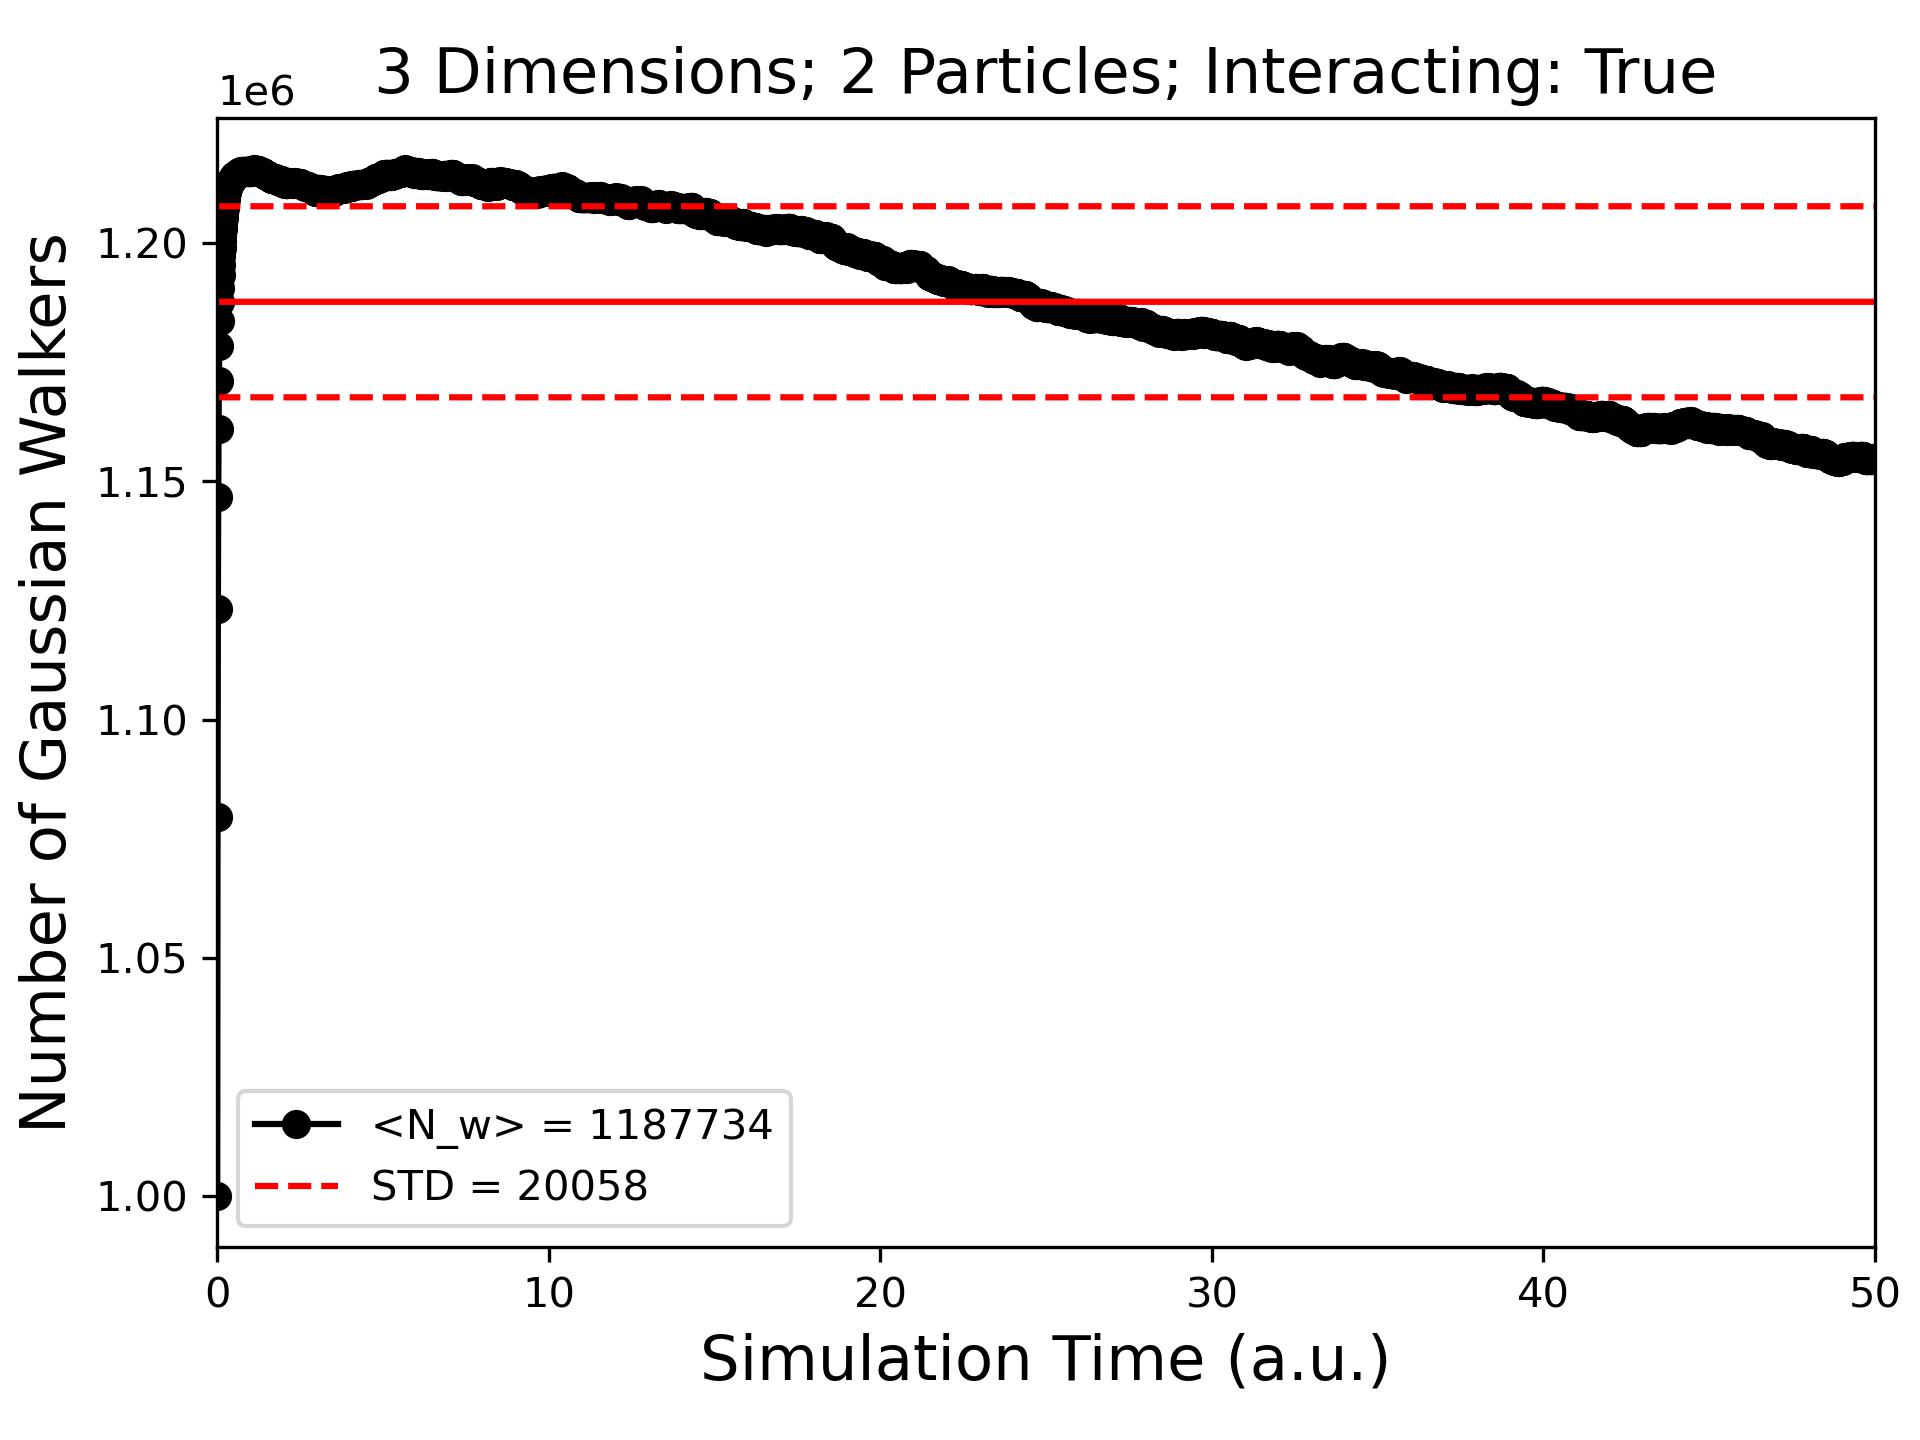 3 Dimensions; 2 Particles; Interacting: True
1e6
Number of Gaussian Walkers
1.20
1.15
1.10
1.05
1.00
<N_w> = 1187734
STD = 20058
0 10 20 30 40 50
Simulation Time (a.u.)